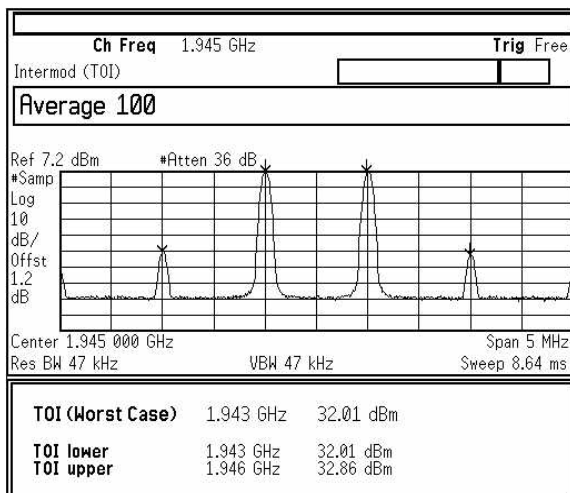 Ch Freq 1.945 GHz Trig Free
Intermod (TOI)
Average 100
Ref 7.2 dBm #Atten 36 dB
#Samp
Log
10
dB/
Offst
1.2
dB
Center 1.945 000 GHz Span 5 MHz
Res BW 47 kHz VBW 47 kHz Sweep 8.64 ms
TOI (Worst Case) 1.943 GHz 32.01 dBm
TOI lower 1.943 GHz 32.01 dBm
TOI upper 1.946 GHz 32.86 dBm